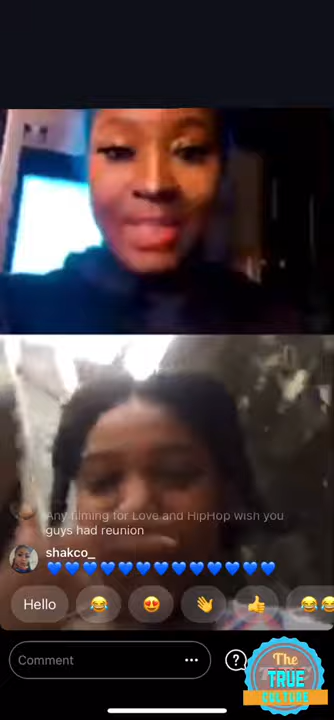 Any filming for Love and HipHop wish you
guys had reunion
shakco_
💙💙💙💙💙💙💙💙💙💙💙💙💙
Hello
Comment
The
TRUE
CULTURE